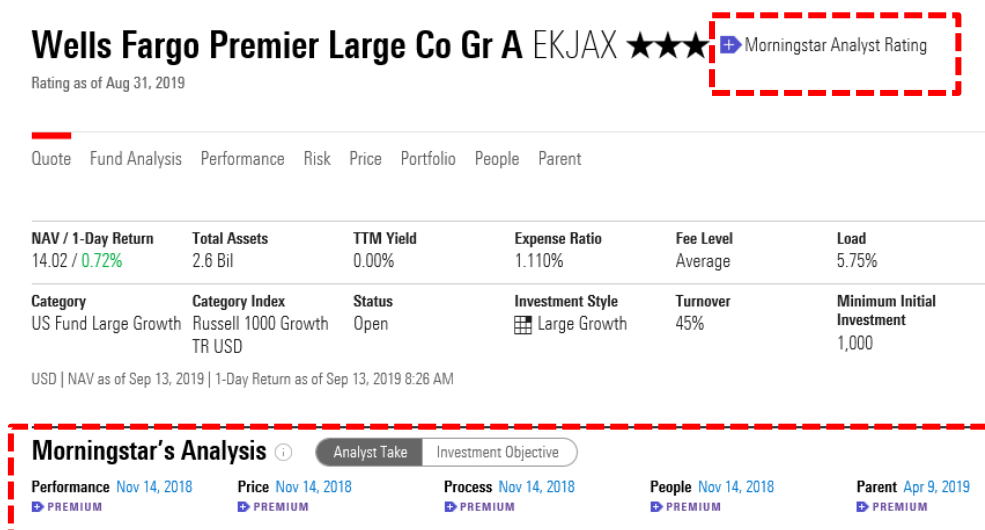 Wells Fargo Premier Large Co Gr A EKJAX ★★★ Morningstar Analyst Rating
Rating as of Aug 31, 2019
Quote Fund Analysis Performance Risk Price Portfolio People Parent
NAV / 1-Day Return Total Assets TTM Yield Expense Ratio Fee Level Load
14.02 / 0.72% 2.6 Bil 0.00% 1.110% Average 5.75%
Category Category Index Status Investment Style Turnover Minimum Initial
US Fund Large Growth Russell 1000 Growth Open Large Growth 45% Investment
TR USD 1,000
USD | NAV as of Sep 13, 2019 | 1-Day Return as of Sep 13, 2019 8:26 AM
Morningstar's Analysis Analyst Take Investment Objective
Performance Nov 14, 2018 Price Nov 14, 2018 Process Nov 14, 2018 People Nov 14, 2018 Parent Apr 9, 2019
PREMIUM PREMIUM PREMIUM PREMIUM PREMIUM